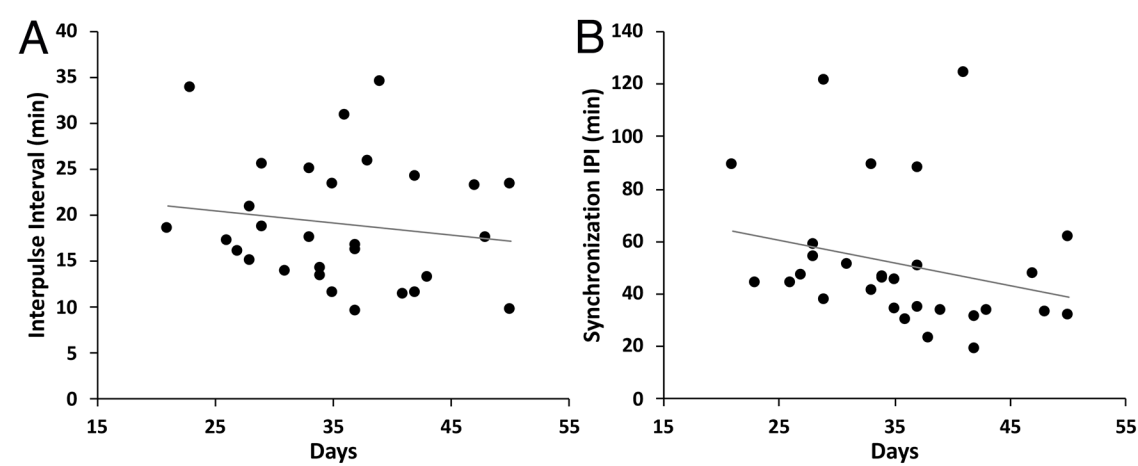 A
Interpulse Interval (min)
40
35
30
25
20
15
10
5
0
15 25 35 45 55
Days
B
Synchronization IPI (min)
140
120
100
80
60
40
20
0
15 25 35 45 55
Days